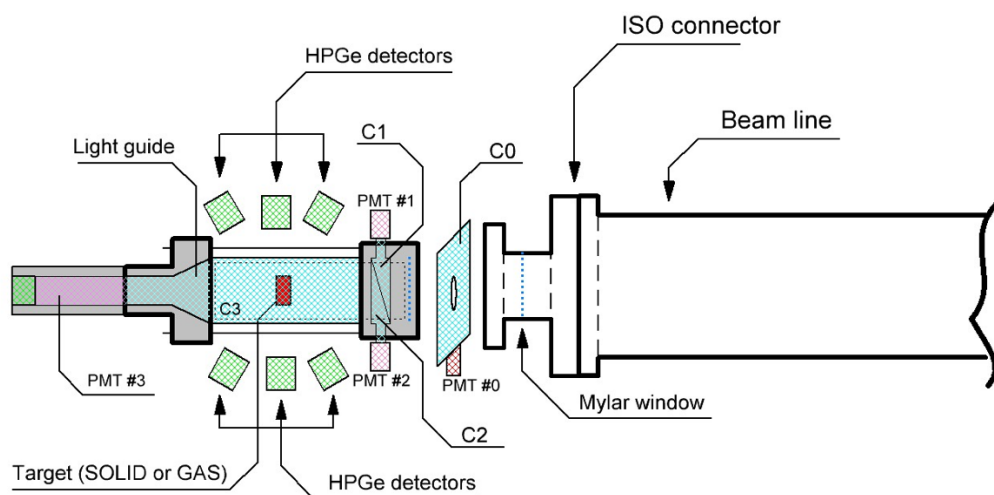 ISO connector
HPGe detectors
Beam line
C1
Light guide
C0
PMT #1
C3
PMT #3
PMT #2
PMT #0
Mylar window
C2
Target (SOLID or GAS)
HPGe detectors